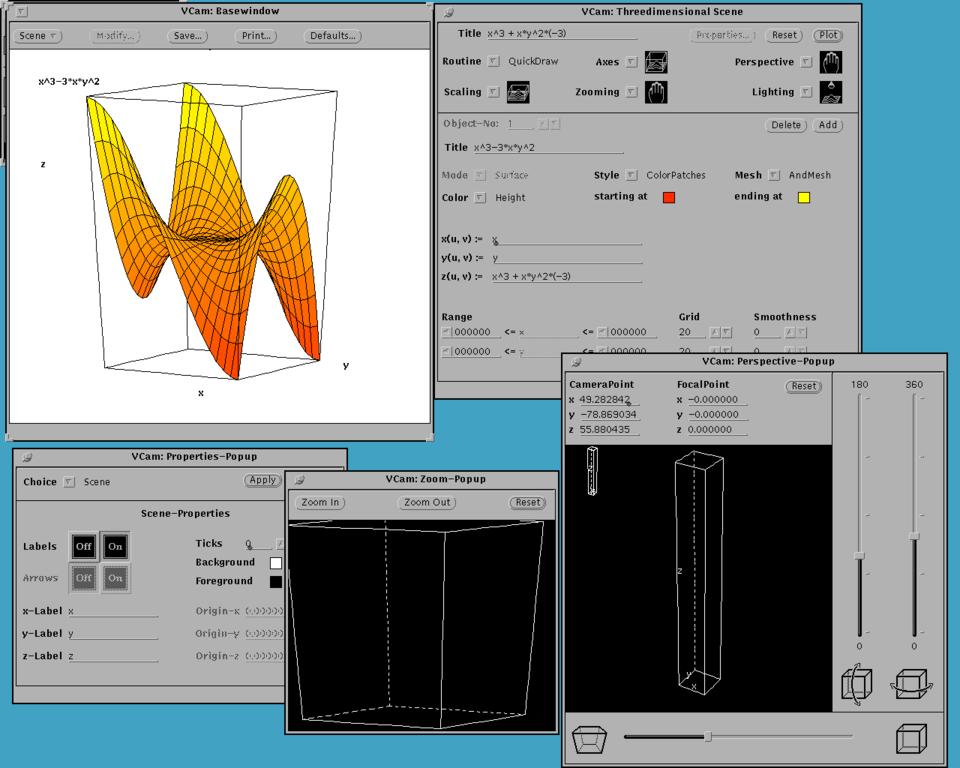 VCam: Basewindow
Scene Modify... Save... Print... Defaults...
x^3-3*x*y^2
z
y
x
VCam: Threedimensional Scene
Title x^3 + x*y^2*(-3) Properties... Reset Plot
Routine QuickDraw Axes Perspective
Scaling Zooming Lighting
Object-No: 1 Delete Add
Title x^3-3*x*y^2
Mode Surface Style ColorPatches Mesh AndMesh
Color Height starting at ending at
x(u, v) := x
y(u, v) := y
z(u, v) := x^3 + x*y^2*(-3)
Range Grid Smoothness
000000 <= x <= 000000 20 0
000000 <= y <= 000000 20 0
VCam: Perspective-Popup
CameraPoint FocalPoint Reset 180 360
x 49.282842 x -0.000000
y -78.869034 y -0.000000
z 55.880435 z 0.000000
z
y
x
0 0
VCam: Properties-Popup
Choice Scene Apply
Scene-Properties
Labels Off On Ticks 0
Background
Arrows Off On Foreground
x-Label x Origin-x
y-Label y Origin-y
z-Label z Origin-z
VCam: Zoom-Popup
Zoom In Zoom Out Reset